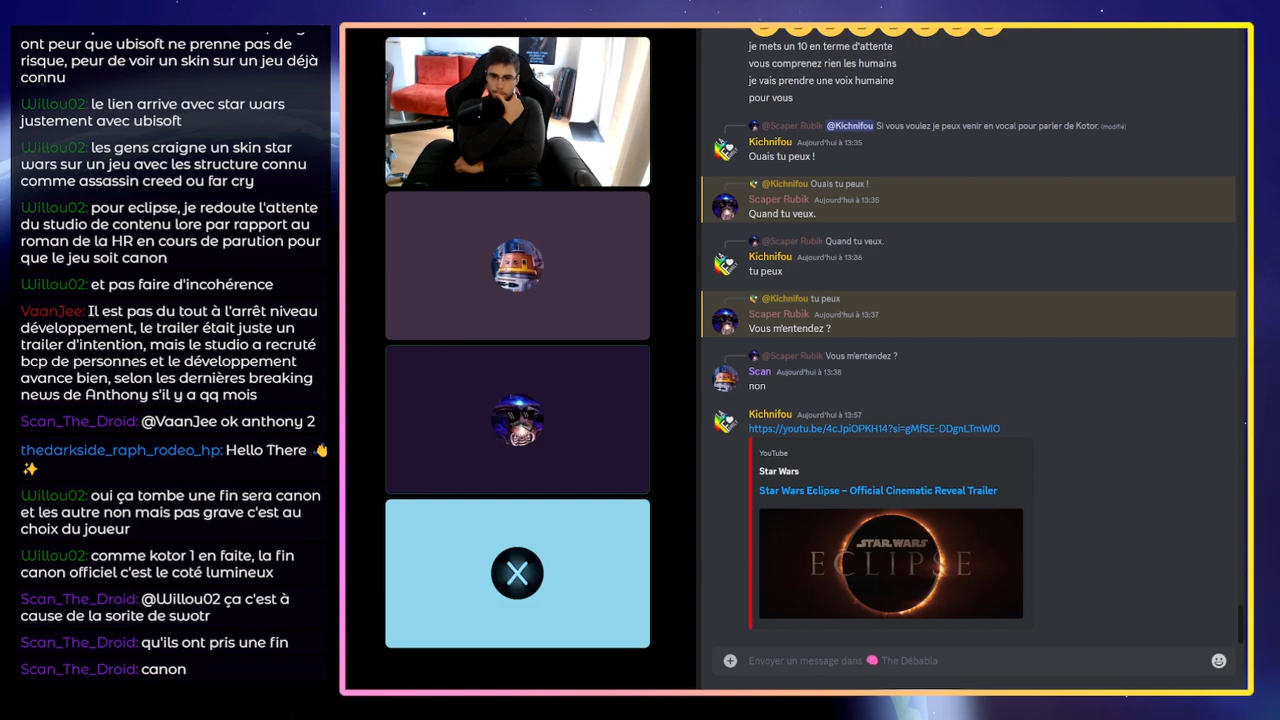 ont peur que ubisoft ne prenne pas de
risque, peur de voir un skin sur un jeu déjà
connu
Willou02: le lien arrive avec star wars
justement avec ubisoft
Willou02: les gens craigne un skin star
wars sur un jeu avec les structure connu
comme assassin creed ou far cry
Willou02: pour eclipse, je redoute l'attente
du studio de contenu lore par rapport au
roman de la HR en cours de parution pour
que le jeu soit canon
Willou02: et pas faire d'incohérence
VaanJee: Il est pas du tout à l'arrêt niveau
développement, le trailer était juste un
trailer d'intention, mais le studio a recruté
bcp de personnes et le développement
avance bien, selon les dernières breaking
news de Anthony s'il y a qq mois
Scan_The_Droid: @VaanJee ok anthony 2
thedarkside_raph_rodeo_hp: Hello There 👋
✨
Willou02: oui ça tombe une fin sera canon
et les autre non mais pas grave c'est au
choix du joueur
Willou02: comme kotor 1 en faite, la fin
canon officiel c'est le coté lumineux
Scan_The_Droid: @Willou02 ça c'est à
cause de la sorite de swotr
Scan_The_Droid: qu'ils ont pris une fin
Scan_The_Droid: canon
je mets un 10 en terme d'attente
vous comprenez rien les humains
je vais prendre une voix humaine
pour vous
@Scaper Rubik @Kichnifou Si vous voulez je peux venir en vocal pour parler de Kotor. (modifié)
Kichnifou Aujourd'hui à 13:35
Ouais tu peux !
@Kichnifou Ouais tu peux !
Scaper Rubik Aujourd'hui à 13:35
Quand tu veux.
@Scaper Rubik Quand tu veux.
Kichnifou Aujourd'hui à 13:36
tu peux
@Kichnifou tu peux
Scaper Rubik Aujourd'hui à 13:37
Vous m'entendez ?
@Scaper Rubik Vous m'entendez ?
Scan Aujourd'hui à 13:38
non
Kichnifou Aujourd'hui à 13:57
https://youtu.be/4cJpiOPKH14?si=gMfSE-DDgnLTmWlO
YouTube
Star Wars
Star Wars Eclipse – Official Cinematic Reveal Trailer
STAR WARS
ECLIPSE
Envoyer un message dans 🧠 The Débabla